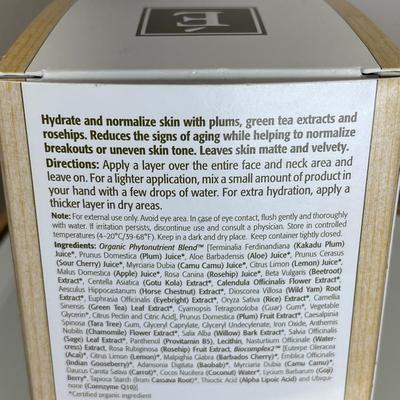 É
Hydrate and normalize skin with plums, green tea extracts and
rosehips. Reduces the signs of aging while helping to normalize
breakouts or uneven skin tone. Leaves skin matte and velvety.
Directions: Apply a layer over the entire face and neck area and
leave on. For a lighter application, mix a small amount of product in
your hand with a few drops of water. For extra hydration, apply a
thicker layer in dry areas.
Note: For external use only. Avoid eye area. In case of eye contact, flush gently and thoroughly
with water. If irritation persists, discontinue use and consult a physician. Store in controlled
temperatures (4–20°C/39-68°F). Keep in a dark and dry place. Keep container tightly closed.
Ingredients: Organic Phytonutrient Blend™ [Terminalia Ferdinandiana (Kakadu Plum)
Juice*, Prunus Domestica (Plum) Juice*, Aloe Barbadensis (Aloe) Juice*, Prunus Cerasus
(Sour Cherry) Juice*, Myrciaria Dubia (Camu Camu) Juice*, Citrus Limon (Lemon) Juice*,
Malus Domestica (Apple) Juice*, Rosa Canina (Rosehip) Juice*, Beta Vulgaris (Beetroot)
Extract*, Centella Asiatica (Gotu Kola) Extract*, Calendula Officinalis Flower Extract*,
Aesculus Hippocastanum (Horse Chestnut) Extract*, Dioscorea Villosa (Wild Yam) Root
Extract*, Euphrasia Officinalis (Eyebright) Extract*, Oryza Sativa (Rice) Extract*, Camellia
Sinensis (Green Tea) Leaf Extract*, Cyamopsis Tetragonoloba (Guar) Gum*, Vegetable
Glycerin*, Citrus Pectin and Citric Acid], Prunus Domestica (Plum) Fruit Extract*, Caesalpinia
Spinosa (Tara Tree) Gum, Glyceryl Caprylate, Glyceryl Undecylenate, Iron Oxide, Anthemis
Nobilis (Chamomile) Flower Extract*, Salix Alba (Willow) Bark Extract*, Salvia Officinalis
(Sage) Leaf Extract*, Panthenol (Provitamin B5), Lecithin, Nasturtium Officinale (Water-
cress) Extract, Rosa Rubiginosa (Rosehip) Fruit Extract, Biocomplex2™ [Euterpe Oleracea
(Acai)*, Citrus Limon (Lemon)*, Malpighia Glabra (Barbados Cherry)*, Emblica Officinalis
(Indian Gooseberry)*, Adansonia Digitata (Baobab)*, Myrciaria Dubia (Camu Camu)*,
Daucus Carota Sativa (Carrot)*, Cocos Nucifera (Coconut) Water*, Lycium Barbarum (Goji
Berry)*, Tapioca Starch (from Cassava Root)*, Thioctic Acid (Alpha Lipoic Acid) and Ubiqui-
none (Coenzyme Q10)]
*Certified organic ingredient